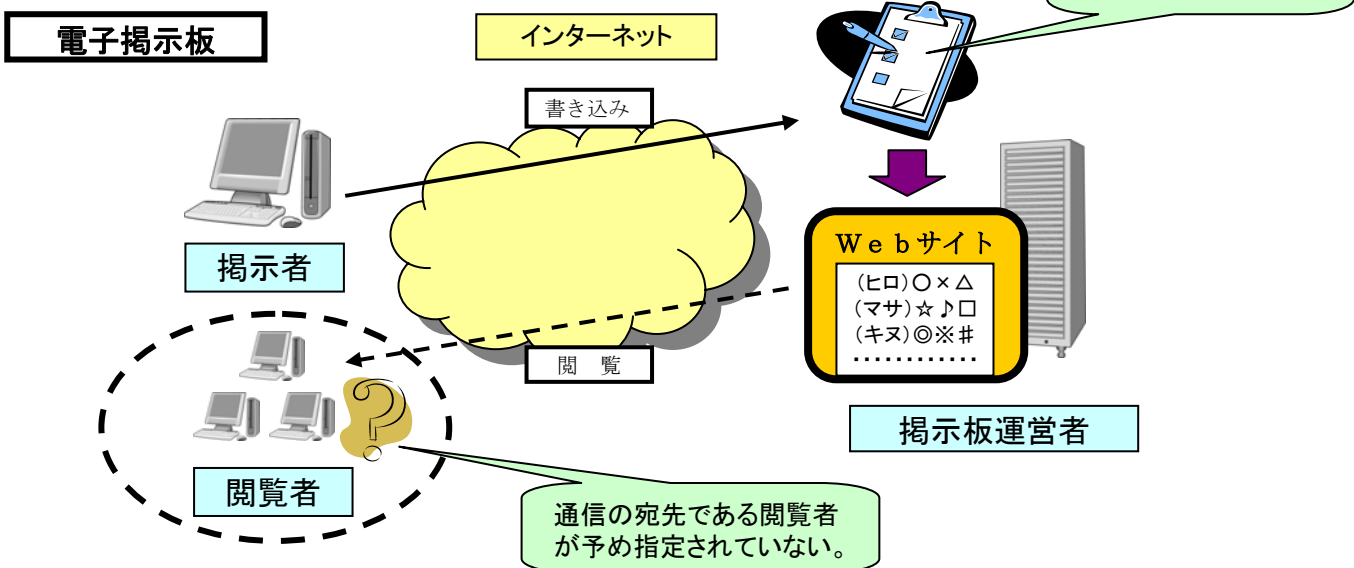 電子掲示板
インターネット
書き込み
掲示者
Ｗｅｂサイト
(ヒロ)○×△
(マサ)☆♪□
(キヌ)◎※＃
‥‥‥‥‥‥
閲　覧
掲示板運営者
閲覧者
通信の宛先である閲覧者
が予め指定されていない。